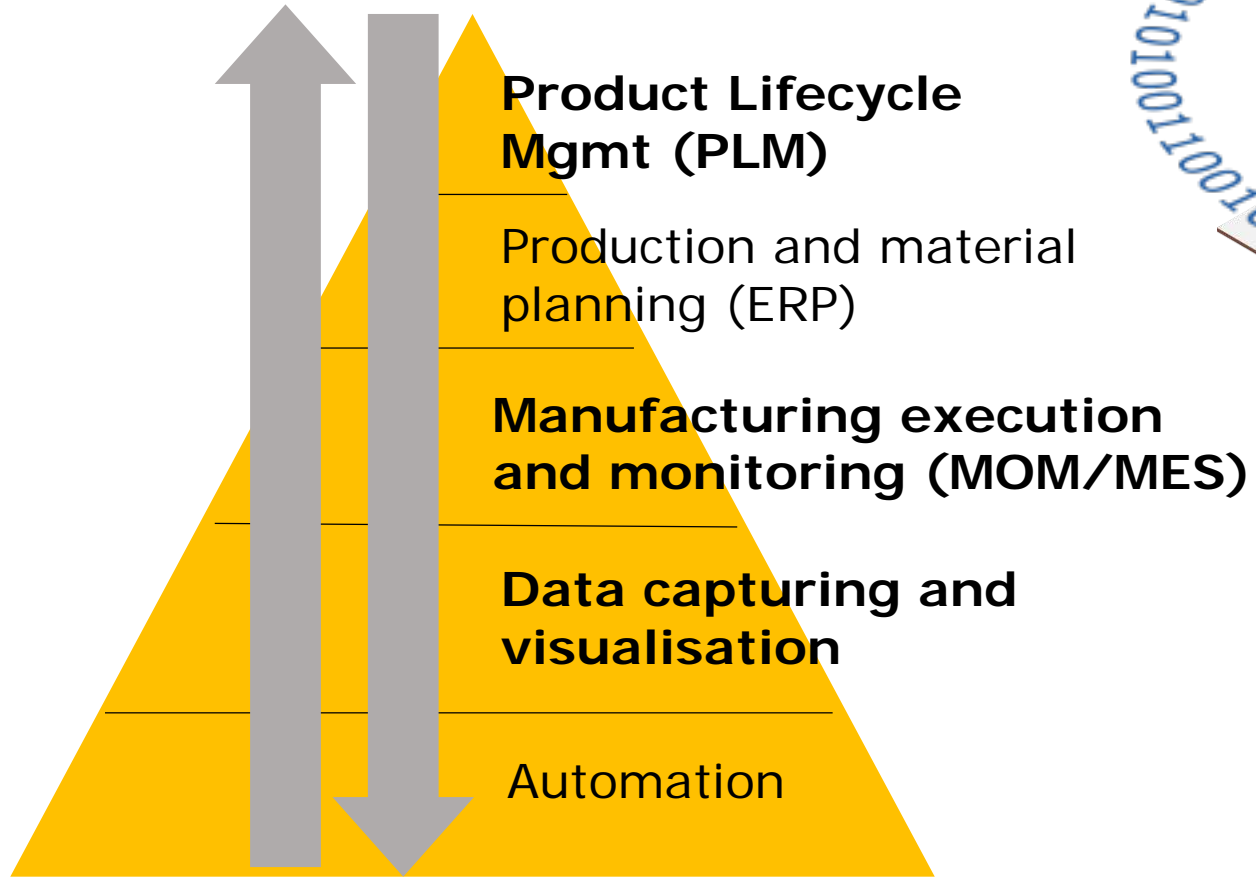 Product Lifecycle
Mgmt (PLM)
Production and material
planning (ERP)
Manufacturing execution
and monitoring (MOM/MES)
Data capturing and
visualisation
Automation